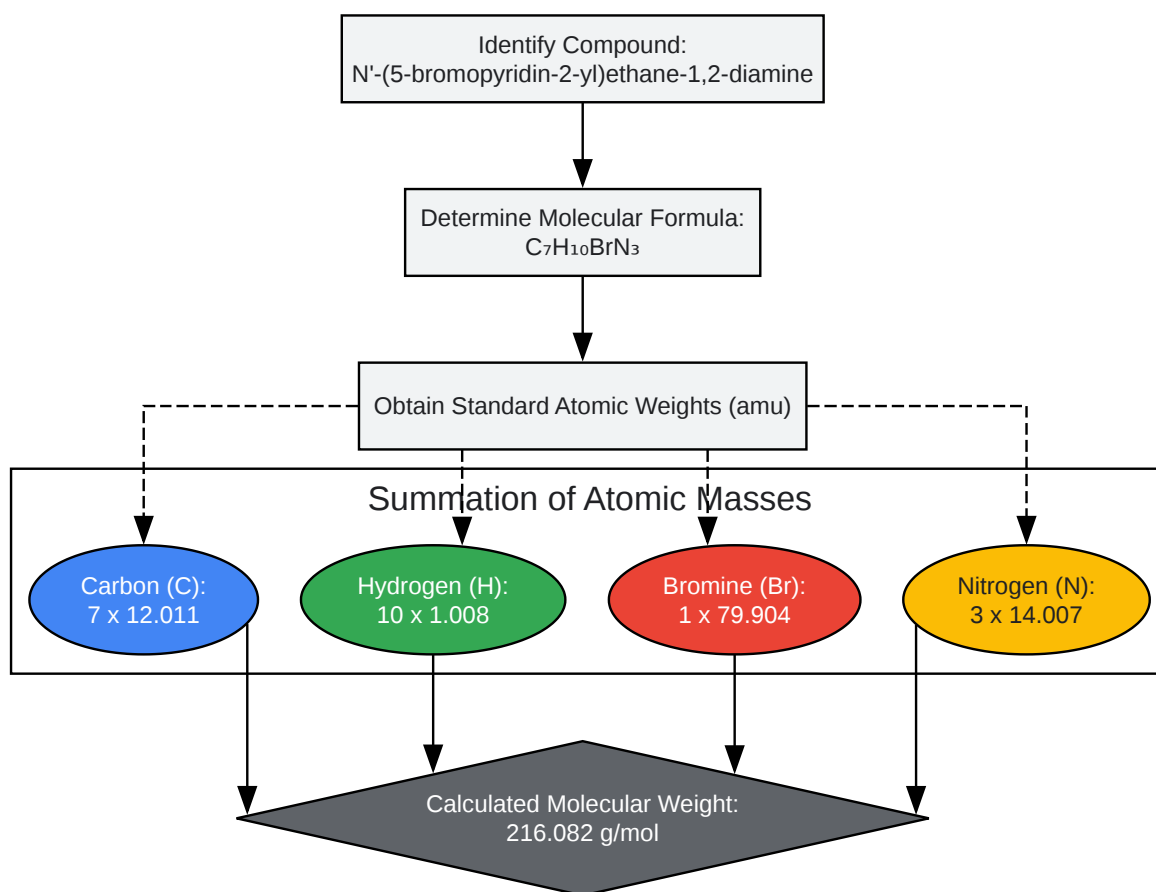 Identify Compound:
N'-(5-bromopyridin-2-yl)ethane-1,2-diamine
Determine Molecular Formula:
C₇H₁₀BrN₃
Obtain Standard Atomic Weights (amu)
Summation of Atomic Masses
Carbon (C):
7 x 12.011
Hydrogen (H):
10 x 1.008
Bromine (Br):
1 x 79.904
Nitrogen (N):
3 x 14.007
Calculated Molecular Weight:
216.082 g/mol